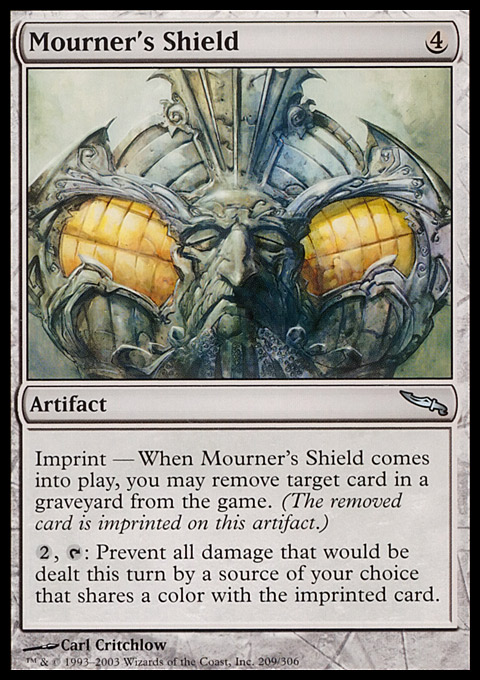 Mourner's Shield 4
Artifact
Imprint — When Mourner's Shield comes
into play, you may remove target card in a
graveyard from the game. (The removed
card is imprinted on this artifact.)
2, : Prevent all damage that would be
dealt this turn by a source of your choice
that shares a color with the imprinted card.
Carl Critchlow
™ & © 1993–2003 Wizards of the Coast, Inc. 209/306